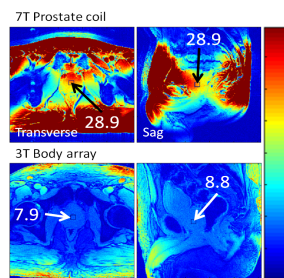 7T Prostate coil
28.9
28.9
Transverse
Sag
3T Body array
7.9
8.8